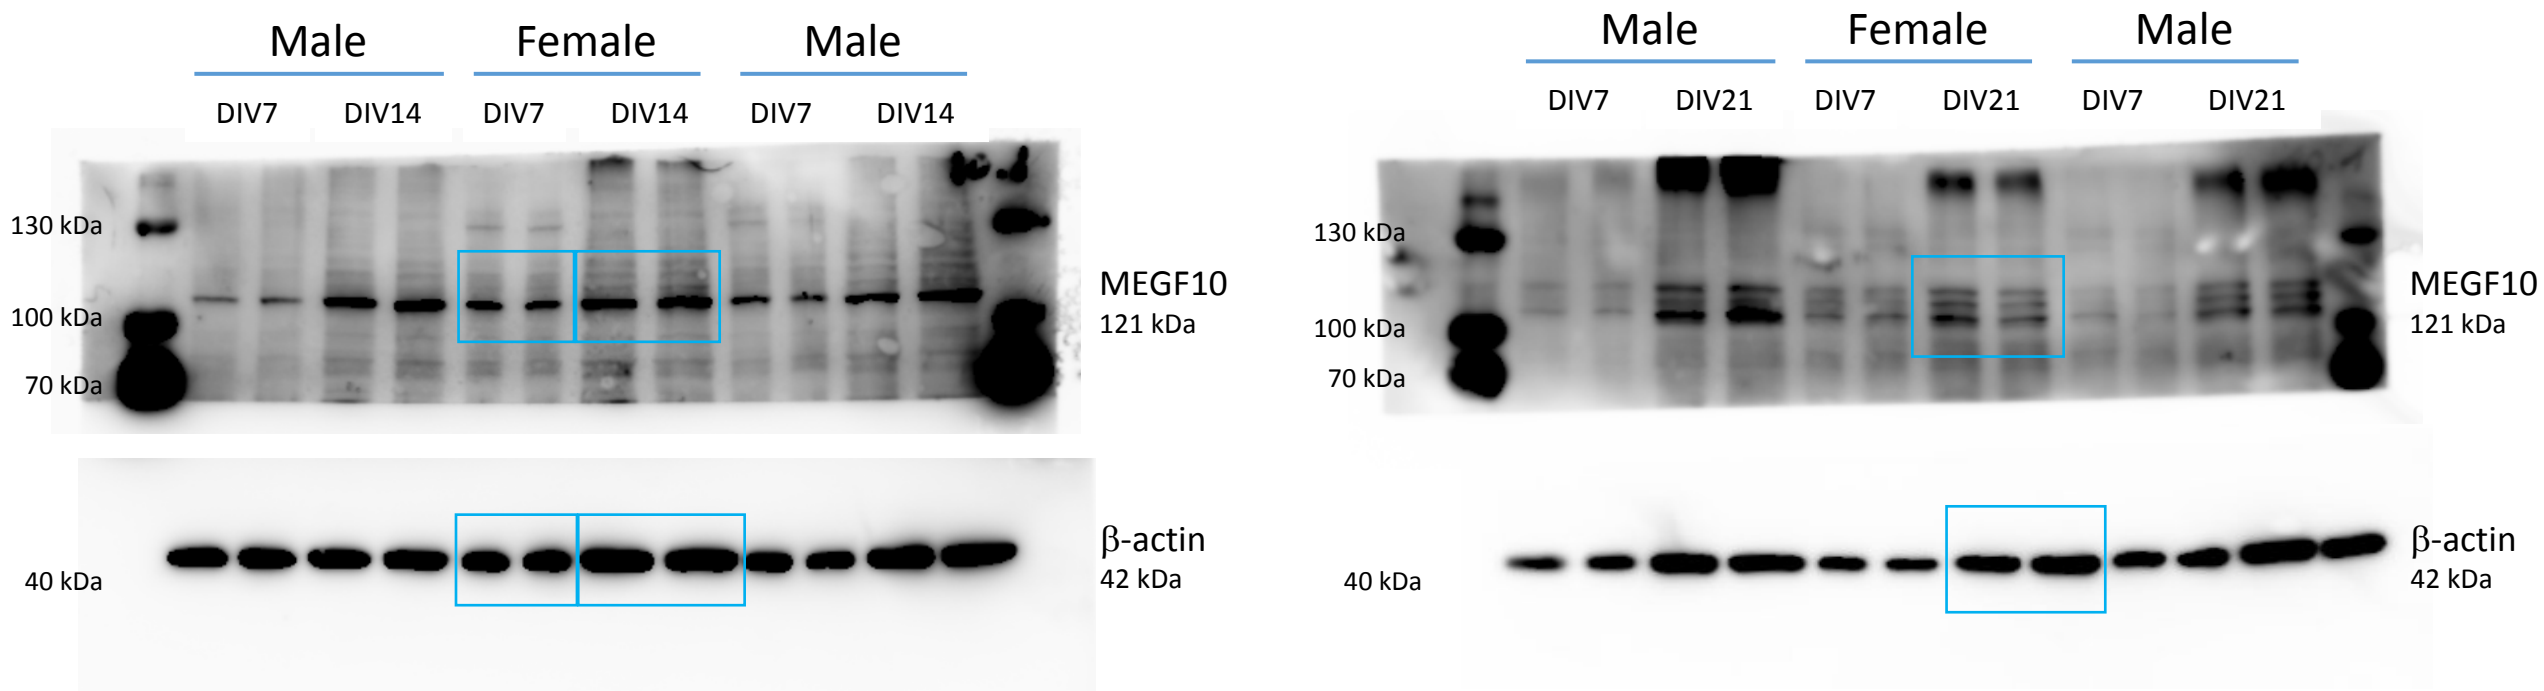 Male Female Male
DIV7 DIV14 DIV7 DIV14 DIV7 DIV14
130 kDa
100 kDa
70 kDa
MEGF10
121 kDa
40 kDa
β-actin
42 kDa
Male Female Male
DIV7 DIV21 DIV7 DIV21 DIV7 DIV21
130 kDa
100 kDa
70 kDa
MEGF10
121 kDa
40 kDa
β-actin
42 kDa